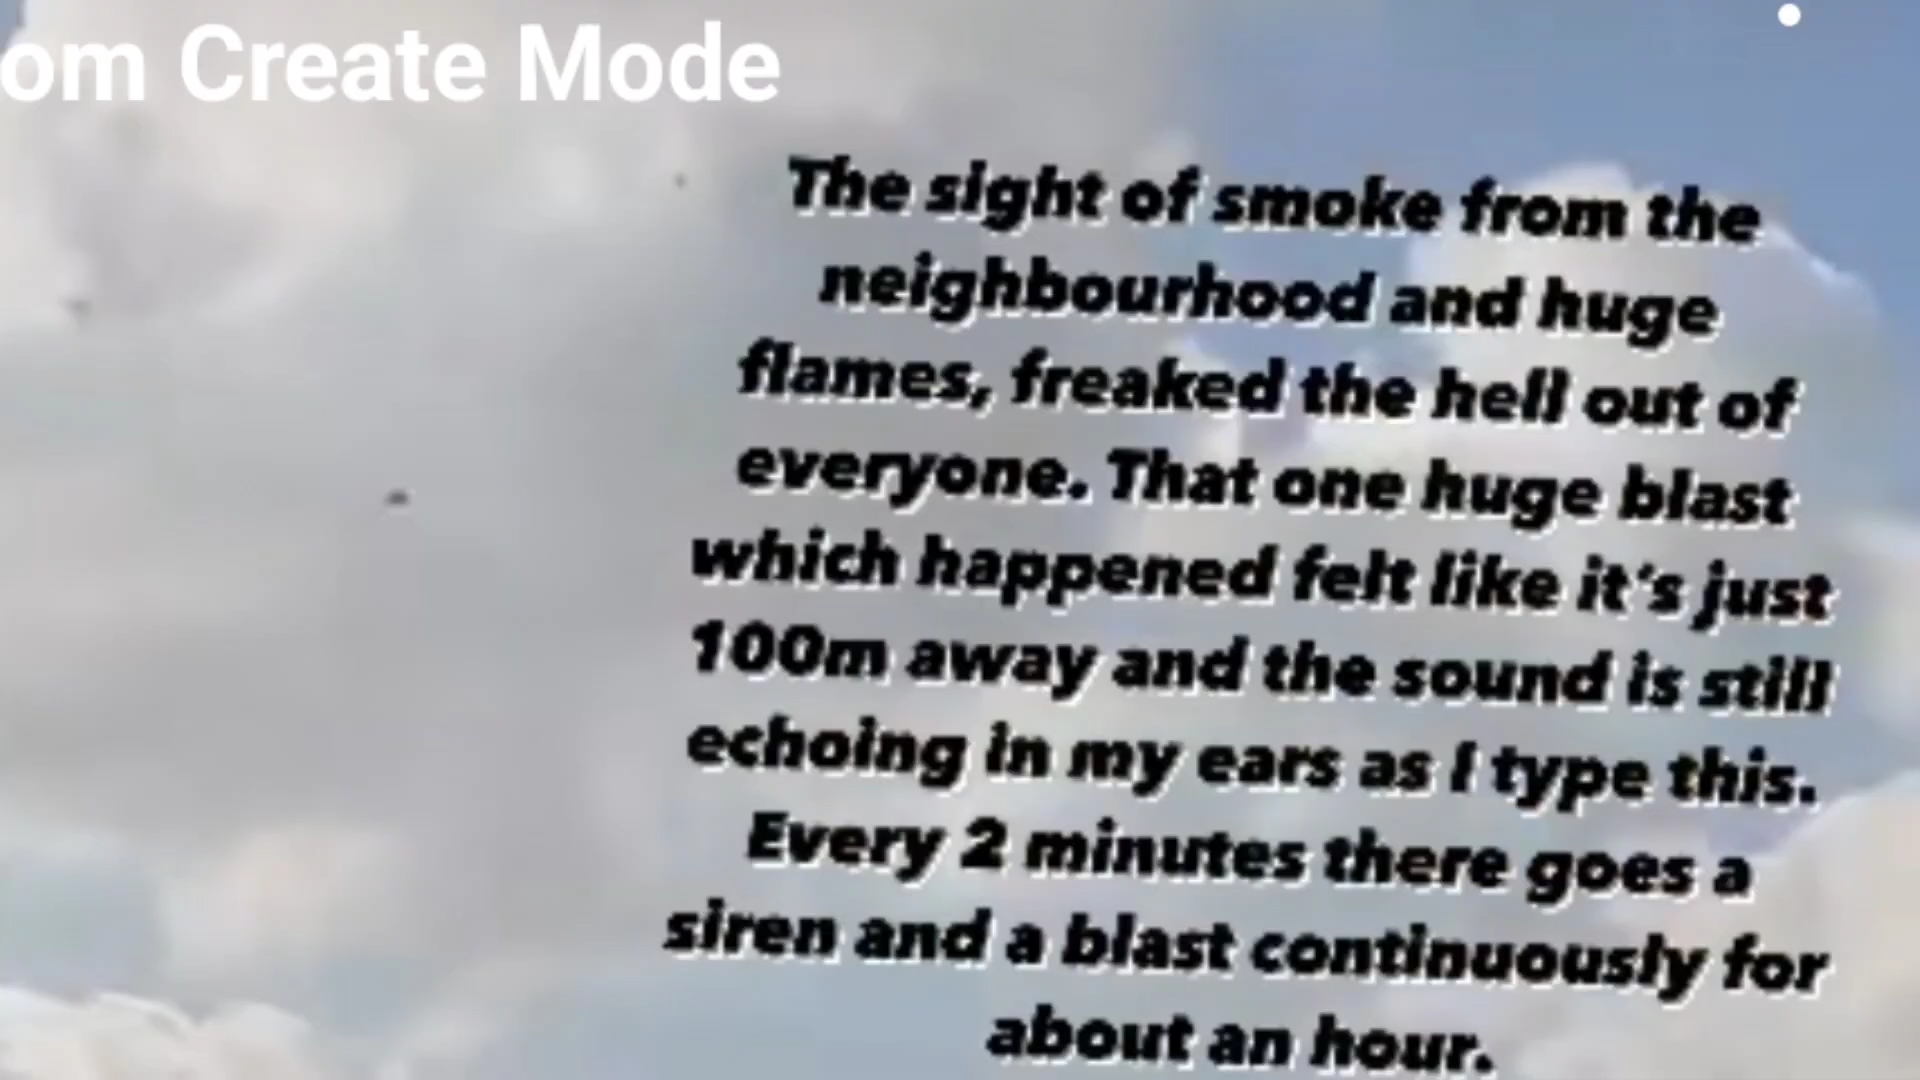 om Create Mode
The sight of smoke from the
neighbourhood and huge
flames, freaked the hell out of
everyone. That one huge blast
which happened felt like it's just
100m away and the sound is still
echoing in my ears as I type this.
Every 2 minutes there goes a
siren and a blast continuously for
about an hour.